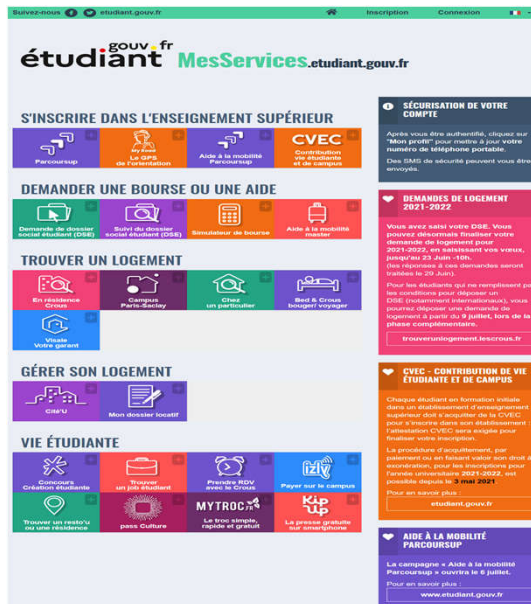 Suivez-nous etudiant.gouv.fr
Inscription Connexion
étudiant.gouv.fr MesServices.etudiant.gouv.fr
S'INSCRIRE DANS L'ENSEIGNEMENT SUPÉRIEUR
Parcoursup
Le GPS
de l'orientation
Aide à la mobilité
Parcoursup
CVEC
Contribution
vie étudiante
et de campus
DEMANDER UNE BOURSE OU UNE AIDE
Demande de dossier
social étudiant (DSE)
Suivi du dossier
social étudiant (DSE)
Simulateur de bourse
Aide à la mobilité
master
TROUVER UN LOGEMENT
En résidence
Crous
Campus
Paris-Saclay
Chez
un particulier
Bed & Crous
bouger/ voyager
Visale
Votre garant
GÉRER SON LOGEMENT
Cité'U
Mon dossier locatif
VIE ÉTUDIANTE
Concours
Création étudiante
Trouver
un job étudiant
Prendre RDV
avec le Crous
izly
Payer sur le campus
Trouver un resto'u
ou une résidence
pass Culture
MYTROC.fr
Le troc simple,
rapide et gratuit
Kip
Up
La presse gratuite
sur smartphone
SÉCURISATION DE VOTRE
COMPTE
Après vous être authentifié, cliquez sur
"Mon profil" pour mettre à jour votre
numéro de téléphone portable.
Des SMS de sécurité peuvent vous être
envoyés.
DEMANDES DE LOGEMENT
2021-2022
Vous avez saisi votre DSE. Vous
pouvez désormais finaliser votre
demande de logement pour
2021-2022, en saisissant vos vœux,
jusqu'au 23 Juin -10h.
(les réponses à ces demandes seront
traitées le 29 Juin).
Pour les étudiants qui ne remplissent pas
les conditions pour déposer un
DSE (notamment internationaux), vous
pourrez déposer une demande de
logement à partir du 9 juillet, lors de la
phase complémentaire.
trouverunlogement.lescrous.fr
CVEC - CONTRIBUTION DE VIE
ÉTUDIANTE ET DE CAMPUS
Chaque étudiant en formation initiale
dans un établissement d'enseignement
supérieur doit s'acquitter de la CVEC
pour s'inscrire dans son établissement :
l'attestation CVEC sera exigée pour
finaliser votre inscription.
La procédure d'acquittement, par
paiement ou en faisant valoir son droit à
exonération, pour les inscriptions pour
l'année universitaire 2021-2022, est
possible depuis le 3 mai 2021
Pour en savoir plus :
etudiant.gouv.fr
AIDE À LA MOBILITÉ
PARCOURSUP
La campagne « Aide à la mobilité
Parcoursup » ouvrira le 6 juillet.
Pour en savoir plus :
www.etudiant.gouv.fr